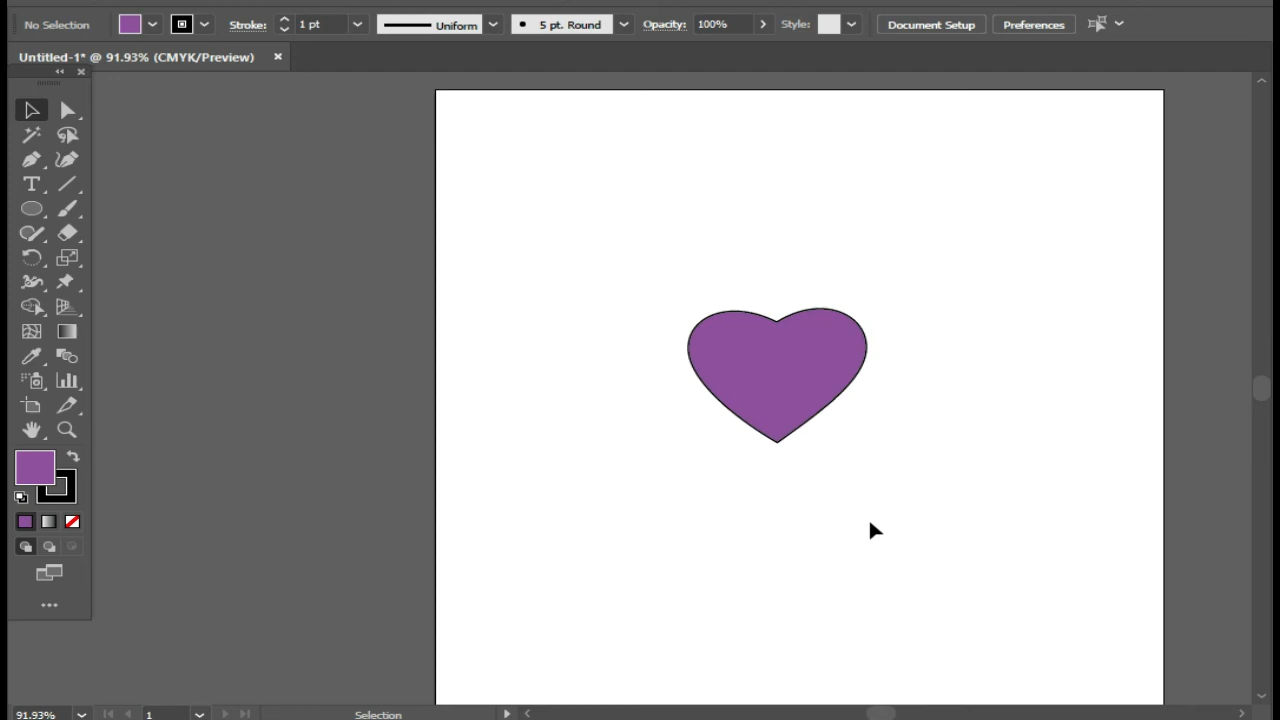 No Selection Stroke: 1 pt Uniform 5 pt. Round Opacity: 100% Style: Document Setup Preferences
Untitled-1* @ 91.93% (CMYK/Preview)
91.93% 1 Selection